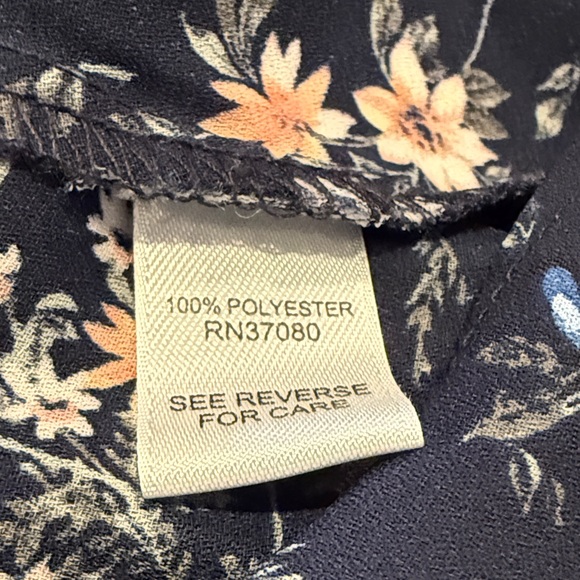 100% POLYESTER
RN37080
SEE REVERSE
FOR CARE